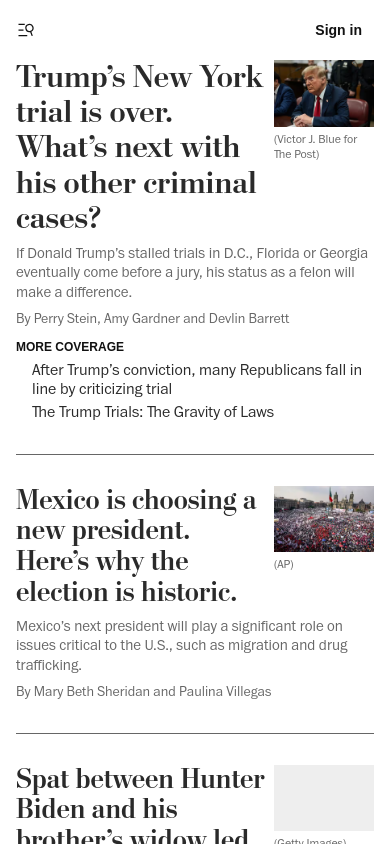 Sign in
Trump’s New York
trial is over.
What’s next with
his other criminal
cases?
(Victor J. Blue for
The Post)
If Donald Trump’s stalled trials in D.C., Florida or Georgia
eventually come before a jury, his status as a felon will
make a difference.
By Perry Stein, Amy Gardner and Devlin Barrett
MORE COVERAGE
After Trump’s conviction, many Republicans fall in
line by criticizing trial
The Trump Trials: The Gravity of Laws
Mexico is choosing a
new president.
Here’s why the
election is historic.
(AP)
Mexico’s next president will play a significant role on
issues critical to the U.S., such as migration and drug
trafficking.
By Mary Beth Sheridan and Paulina Villegas
Spat between Hunter
Biden and his
brother’s widow led
(Getty Images)